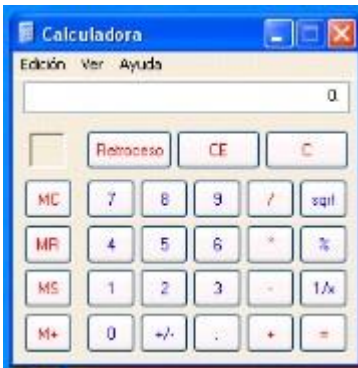 Calculadora
Edición Ver Ayuda
0.
Retroceso CE C
MC 7 8 9 / sqrt
MR 4 5 6 * %
MS 1 2 3 - 1/x
M+ 0 +/- . + =